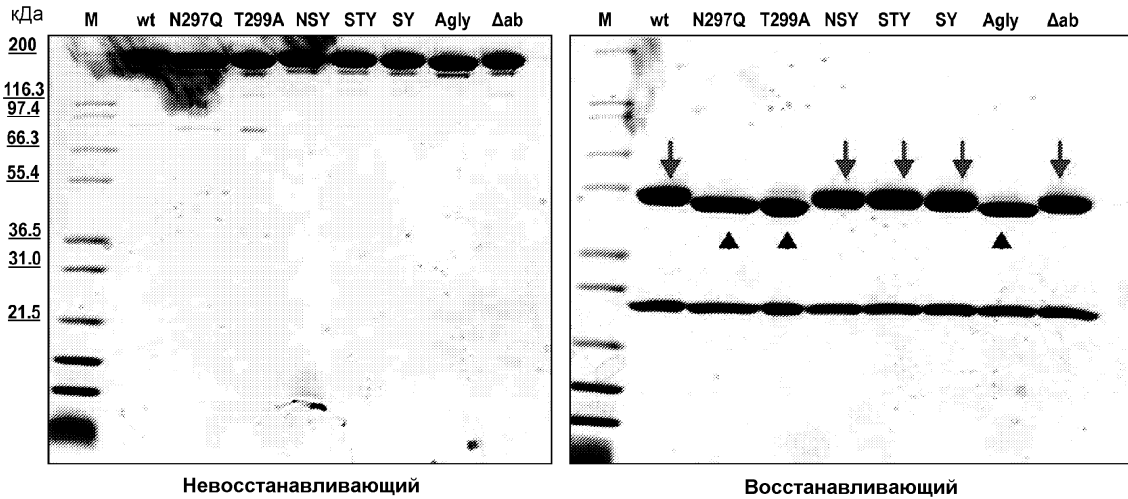 кДа
M wt N297Q T299A NSY STY SY Agly Δab
M wt N297Q T299A NSY STY SY Agly Δab
200
116.3
97.4
66.3
55.4
36.5
31.0
21.5
Невосстанавливающий
Восстанавливающий